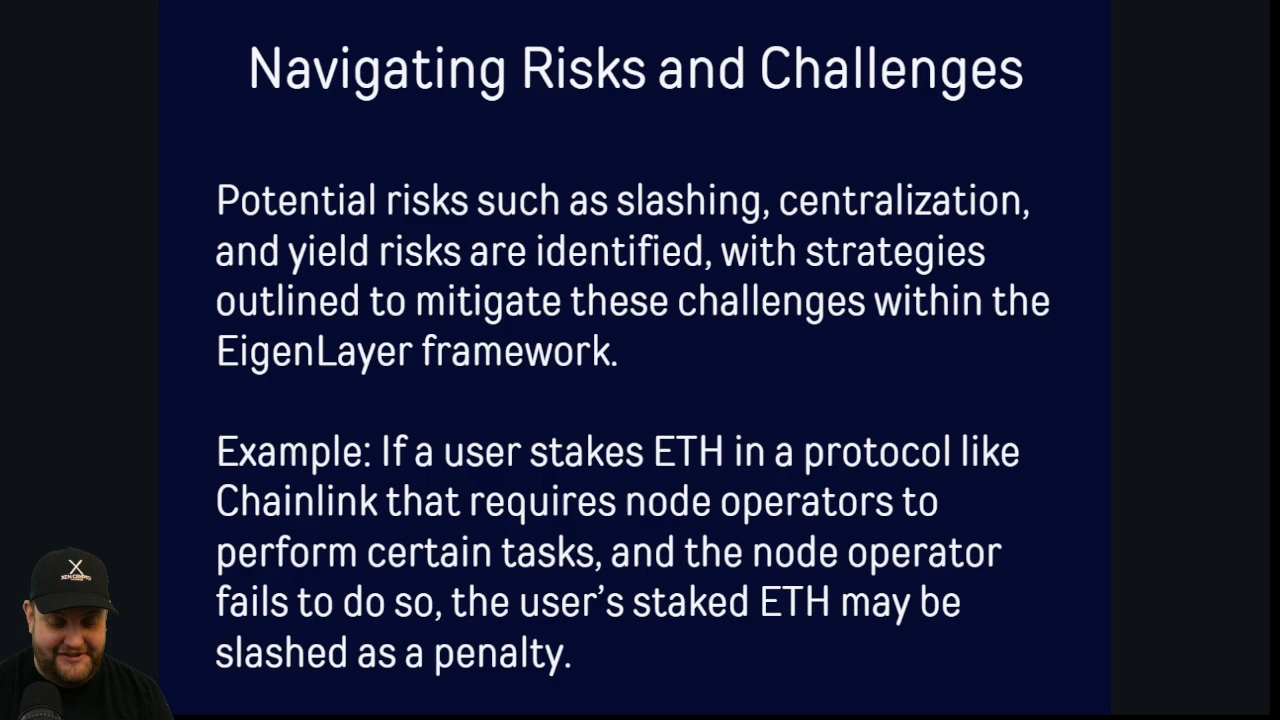 Navigating Risks and Challenges
Potential risks such as slashing, centralization,
and yield risks are identified, with strategies
outlined to mitigate these challenges within the
EigenLayer framework.
Example: If a user stakes ETH in a protocol like
Chainlink that requires node operators to
perform certain tasks, and the node operator
fails to do so, the user’s staked ETH may be
slashed as a penalty.
XEN CRYPTO